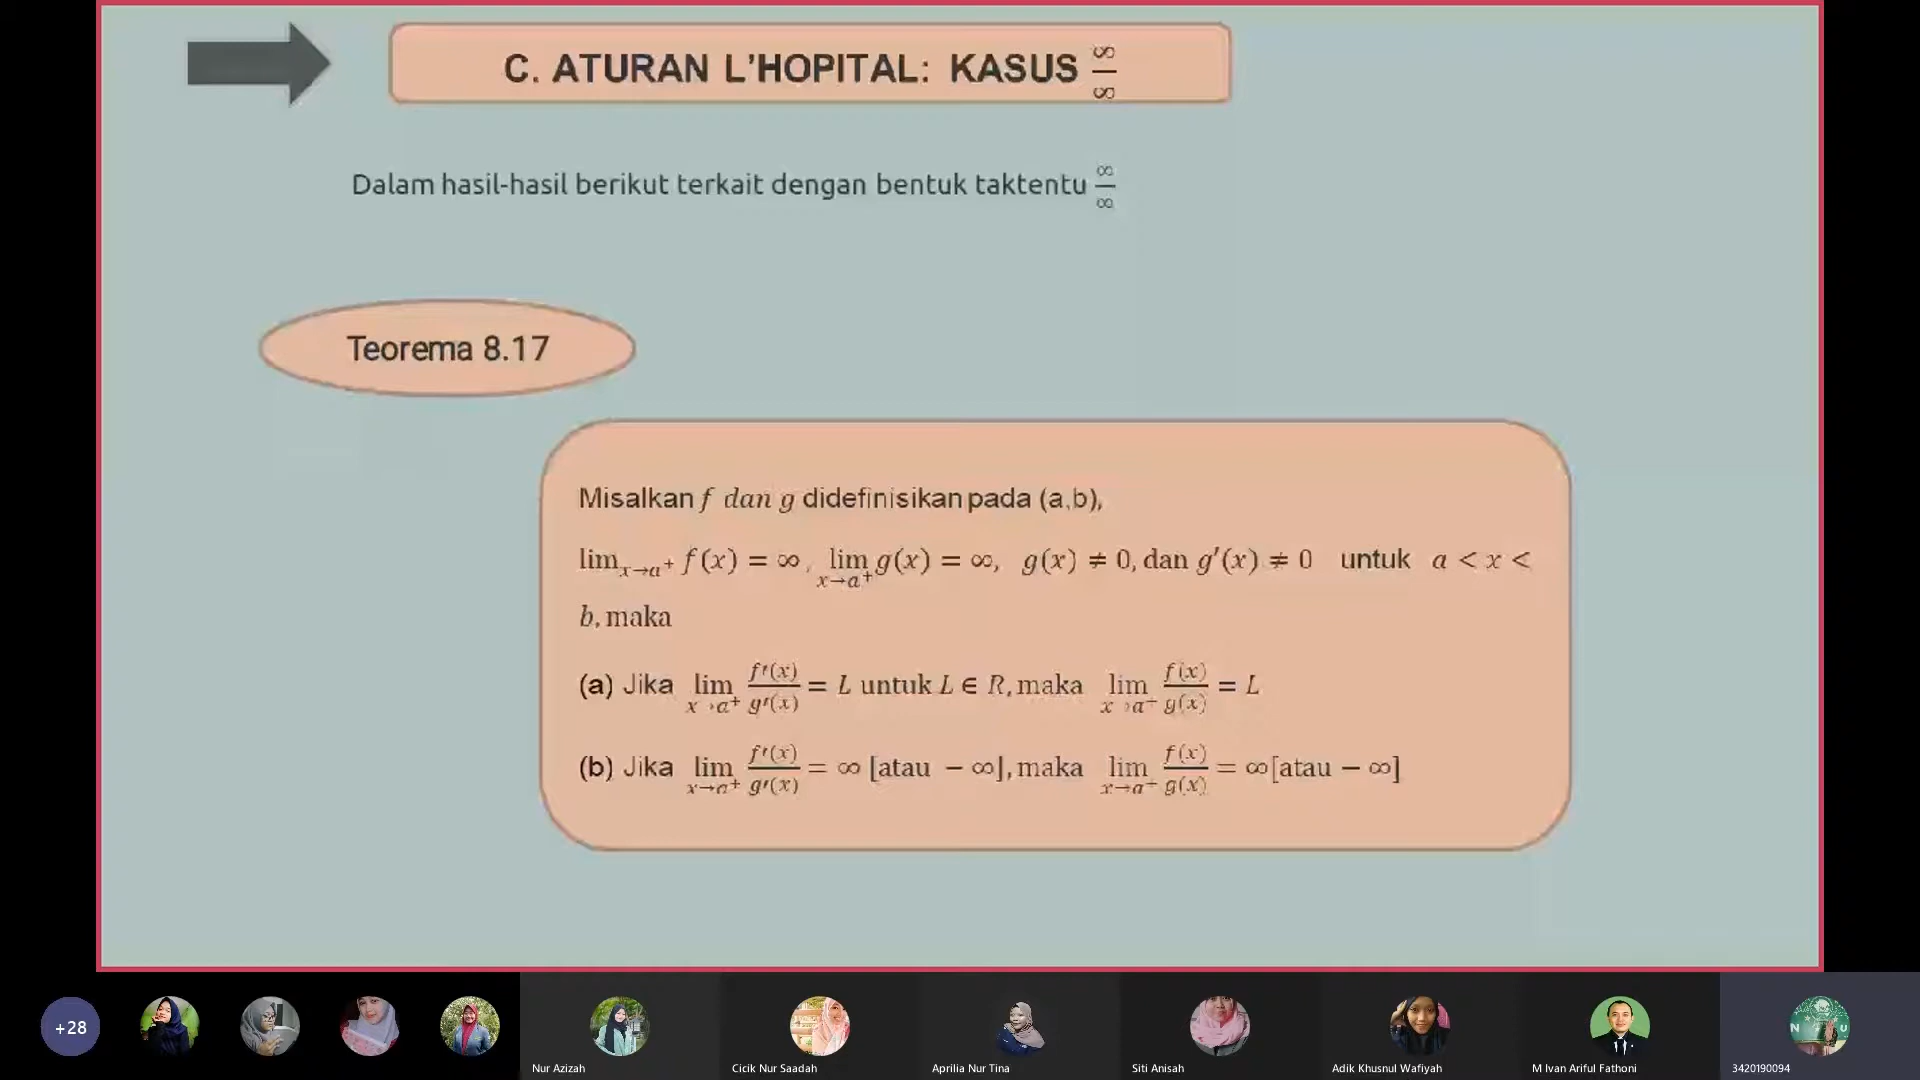 C. ATURAN L'HOPITAL: KASUS ∞/∞
Dalam hasil-hasil berikut terkait dengan bentuk taktentu ∞/∞
Teorema 8.17
Misalkan f dan g didefinisikan pada (a,b),
lim_{x→a⁺} f(x) = ∞, lim_{x→a⁺} g(x) = ∞, g(x) ≠ 0, dan g'(x) ≠ 0 untuk a < x <
b, maka
(a) Jika lim_{x→a⁺} f'(x)/g'(x) = L untuk L ∈ R, maka lim_{x→a⁺} f(x)/g(x) = L
(b) Jika lim_{x→a⁺} f'(x)/g'(x) = ∞ [atau − ∞], maka lim_{x→a⁺} f(x)/g(x) = ∞[atau − ∞]
+28
Nur Azizah
Cicik Nur Saadah
Aprilia Nur Tina
Siti Anisah
Adik Khusnul Wafiyah
M Ivan Ariful Fathoni
N U
3420190094